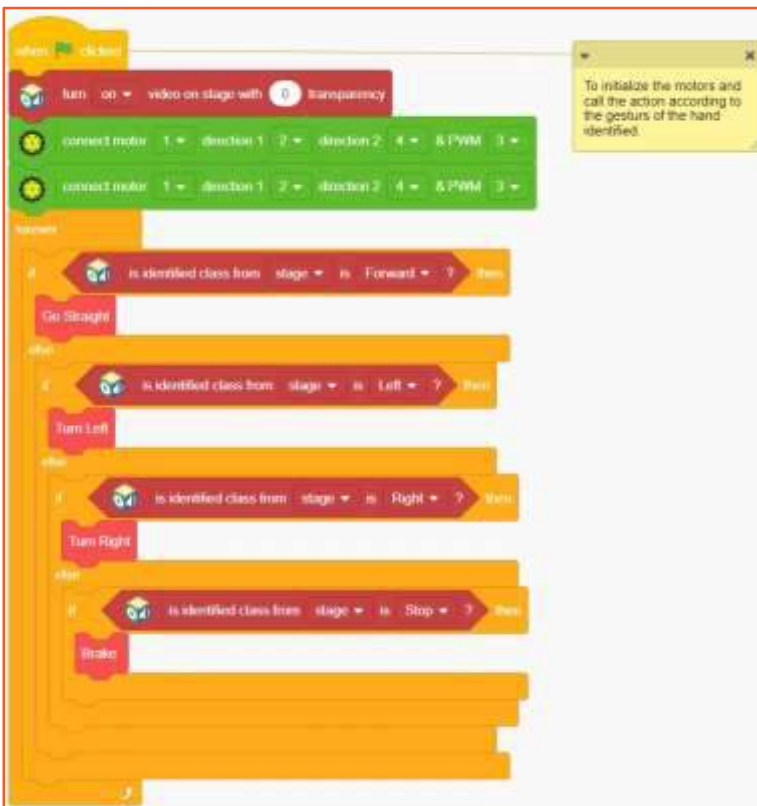 when clicked
turn on video on stage with 0 transparency
To initialize the motors and
call the action according to
the gesturs of the hand
identified.
connect motor 1 direction 1 2 direction 2 4 & PWM 3
connect motor 1 direction 1 2 direction 2 4 & PWM 3
forever
if is identified class from stage is Forward ? then
Go Straight
else
if is identified class from stage is Left ? then
Turn Left
else
if is identified class from stage is Right ? then
Turn Right
else
if is identified class from stage is Stop ? then
Brake